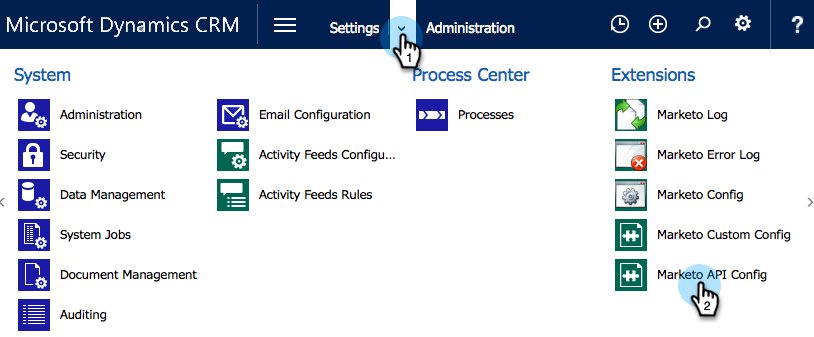 Microsoft Dynamics CRM
Settings
Administration
?
1
System
Process Center
Extensions
Administration
Email Configuration
Processes
Marketo Log
Security
Activity Feeds Configu...
Marketo Error Log
Data Management
Activity Feeds Rules
Marketo Config
System Jobs
Marketo Custom Config
Document Management
Marketo API Config
2
Auditing